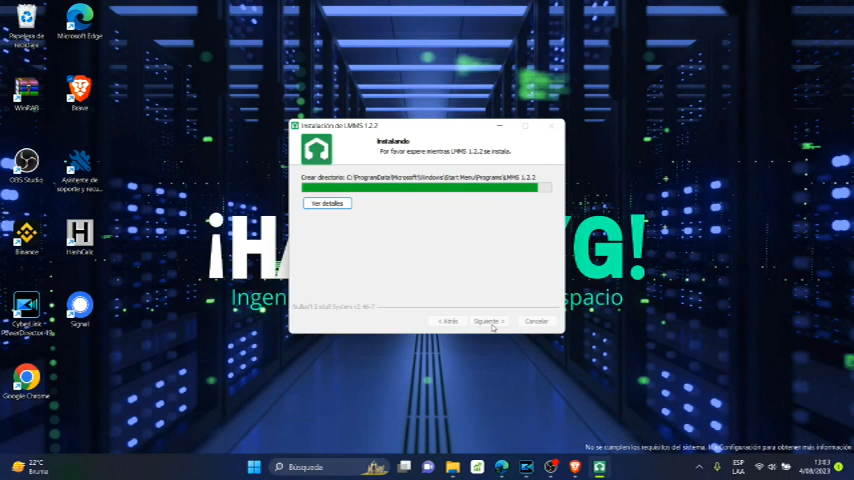 Papelera de
reciclaje
Microsoft Edge
WinRAR
Brave
OBS Studio
Asistente de
soporte y recu...
Binance
HashCalc
CyberLink
PowerDirector
Signal
Google Chrome
Instalación de LMMS 1.2.2
Instalando
Por favor espere mientras LMMS 1.2.2 se instala.
Crear directorio: C:\ProgramData\Microsoft\Windows\Start Menu\Programs\LMMS 1.2.2
Ver detalles
Nullsoft Install System v2.46-7
< Atrás
Siguiente >
Cancelar
¡HA
YG!
Ingen
spacio
No se cumplen los requisitos del sistema. Configuración para obtener más información
22°C
Bruma
Búsqueda
ESP
LAA
13:03
4/08/2023